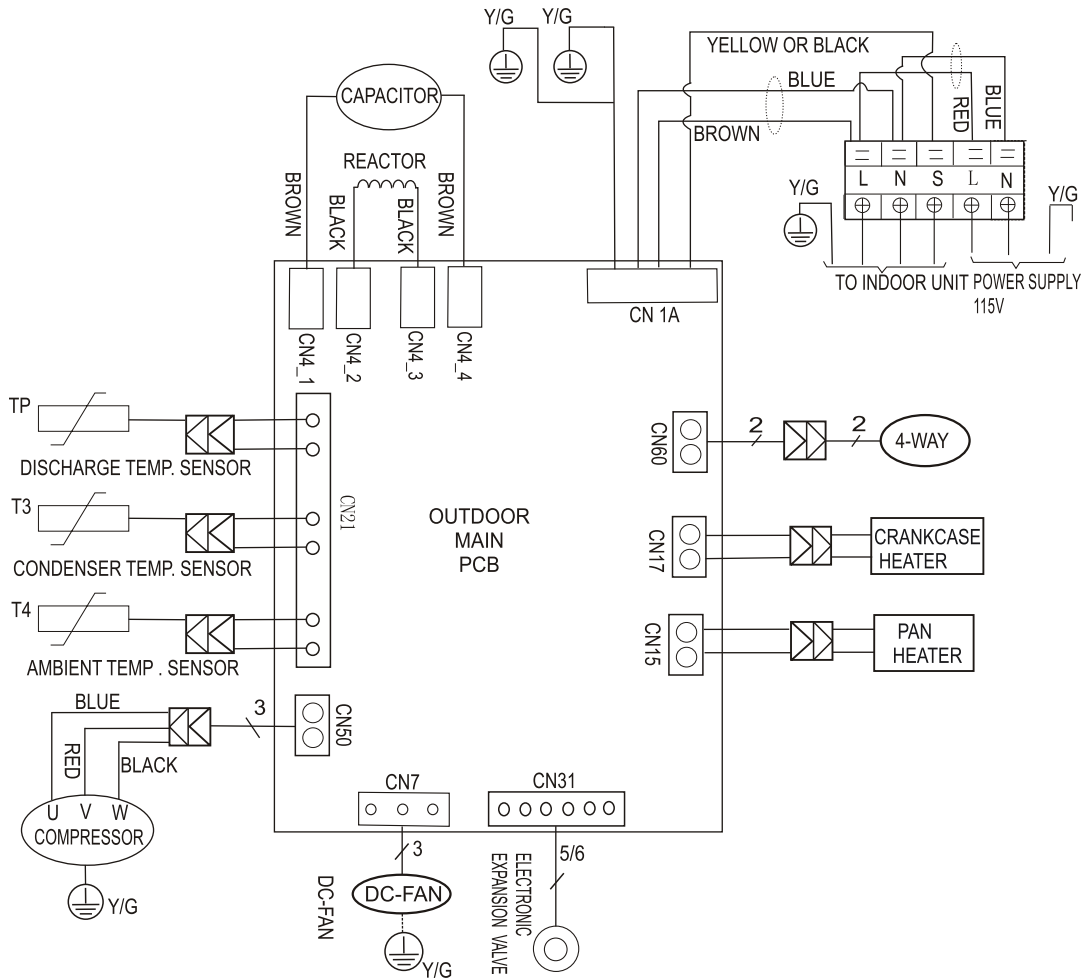 Y/G
Y/G
YELLOW OR BLACK
BLUE
BROWN
RED
BLUE
CAPACITOR
REACTOR
BROWN
BLACK
BLACK
BROWN
L N S L N
Y/G
Y/G
TO INDOOR UNIT
POWER SUPPLY
115V
CN 1A
CN4_1
CN4_2
CN4_3
CN4_4
TP
DISCHARGE TEMP. SENSOR
T3
CONDENSER TEMP. SENSOR
T4
AMBIENT TEMP . SENSOR
CN21
OUTDOOR
MAIN
PCB
CN60
2
2
4-WAY
CN17
CRANKCASE
HEATER
CN15
PAN
HEATER
BLUE
RED
BLACK
3
CN50
U V W
COMPRESSOR
Y/G
CN7
3
DC-FAN
DC-FAN
Y/G
CN31
5/6
ELECTRONIC
EXPANSION VALVE